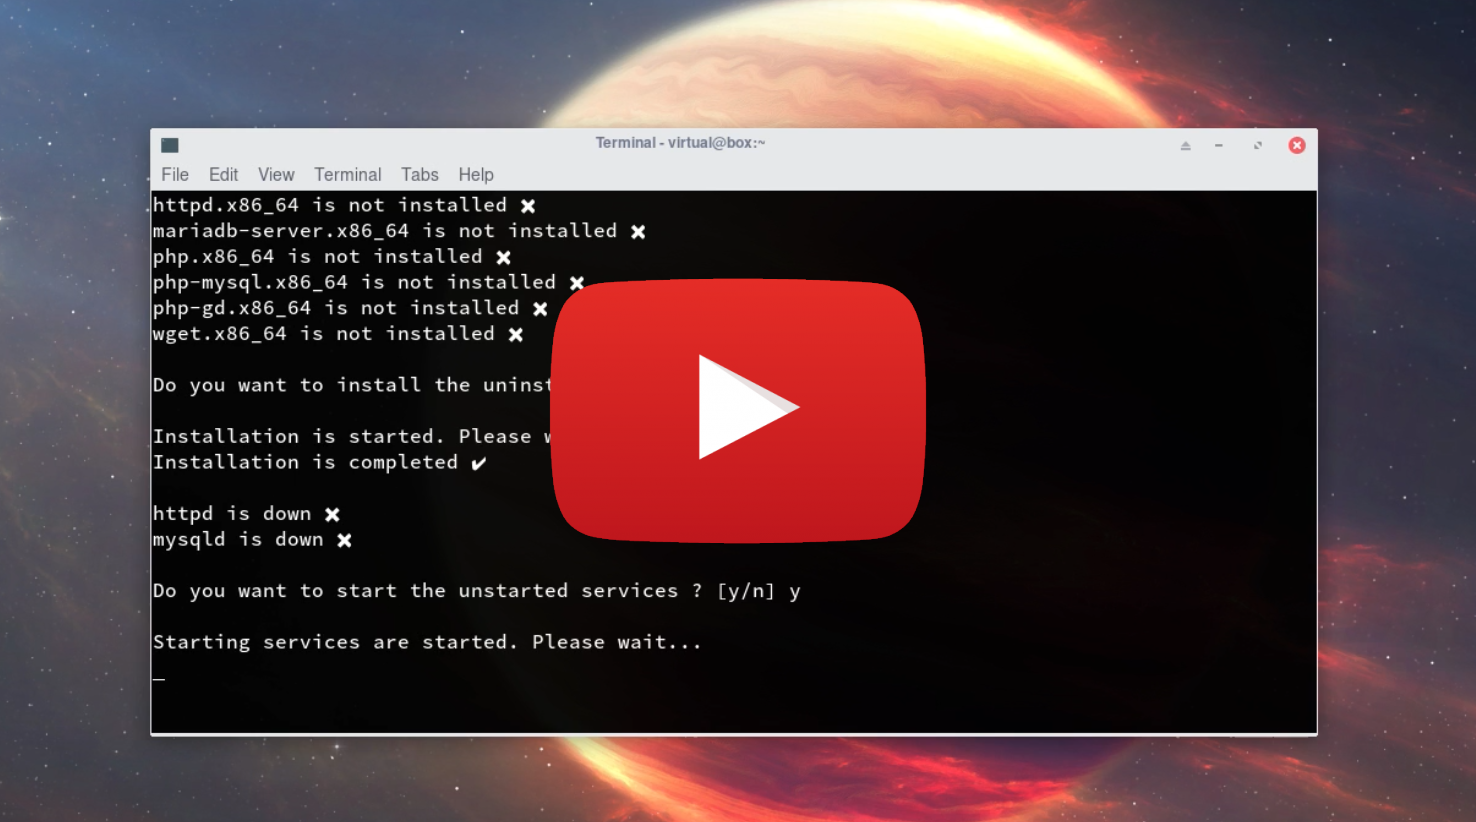 Terminal - virtual@box:~
File Edit View Terminal Tabs Help
httpd.x86_64 is not installed ✖
mariadb-server.x86_64 is not installed ✖
php.x86_64 is not installed ✖
php-mysql.x86_64 is not installed ✖
php-gd.x86_64 is not installed ✖
wget.x86_64 is not installed ✖
Do you want to install the
Installation is started. Please
Installation is completed ✔
httpd is down ✖
mysqld is down ✖
Do you want to start the unstarted services ? [y/n] y
Starting services are started. Please wait...